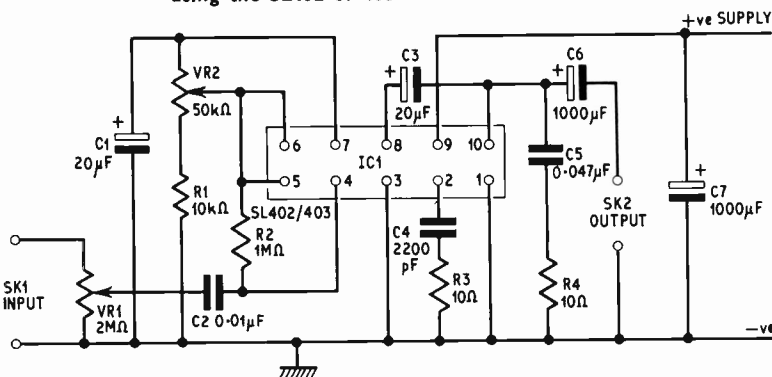 using the
+ve SUPPLY
C3
C6
VR2
50kΩ
20µF
1000µF
C1
20µF
6
7
8
9
10
IC1
5
4
3
2
1
C5
0·047µF
SL402/403
R1
10kΩ
R2
1MΩ
C4
2200
pF
SK2
OUTPUT
C7
1000µF
SK1
INPUT
VR1
2MΩ
C2 0·01µF
R3
10Ω
R4
10Ω
−ve